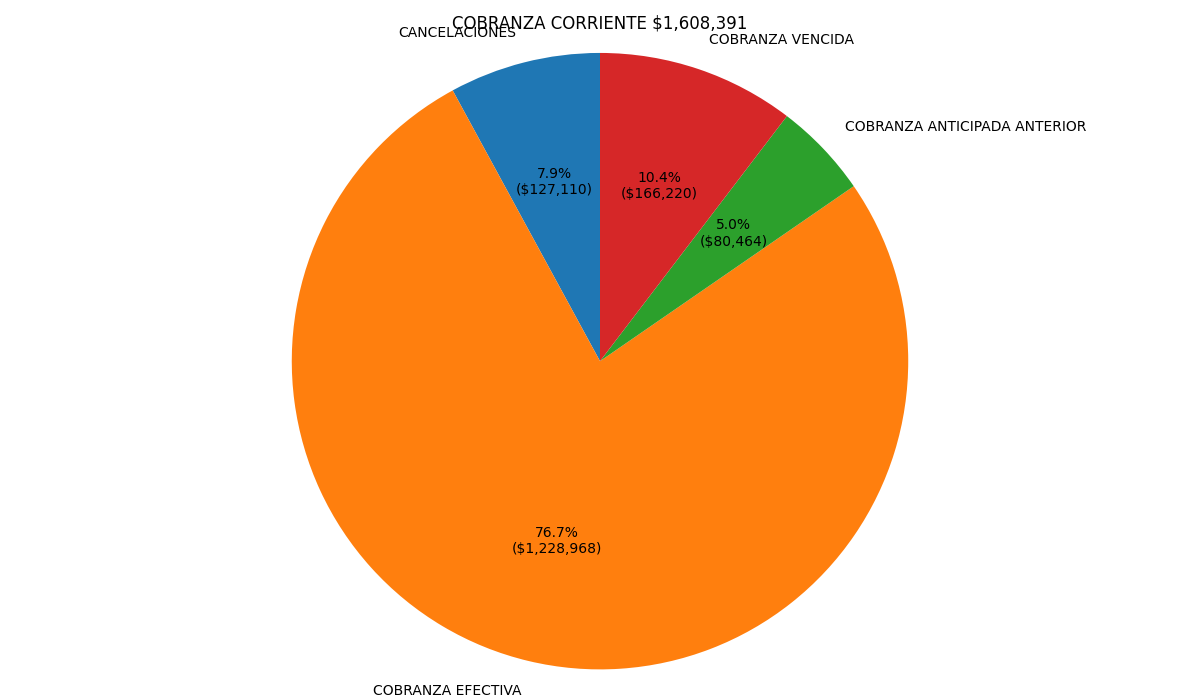 COBRANZA CORRIENTE $1,608,391
CANCELACIONES
COBRANZA VENCIDA
COBRANZA ANTICIPADA ANTERIOR
7.9%
($127,110)
10.4%
($166,220)
5.0%
($80,464)
76.7%
($1,228,968)
COBRANZA EFECTIVA